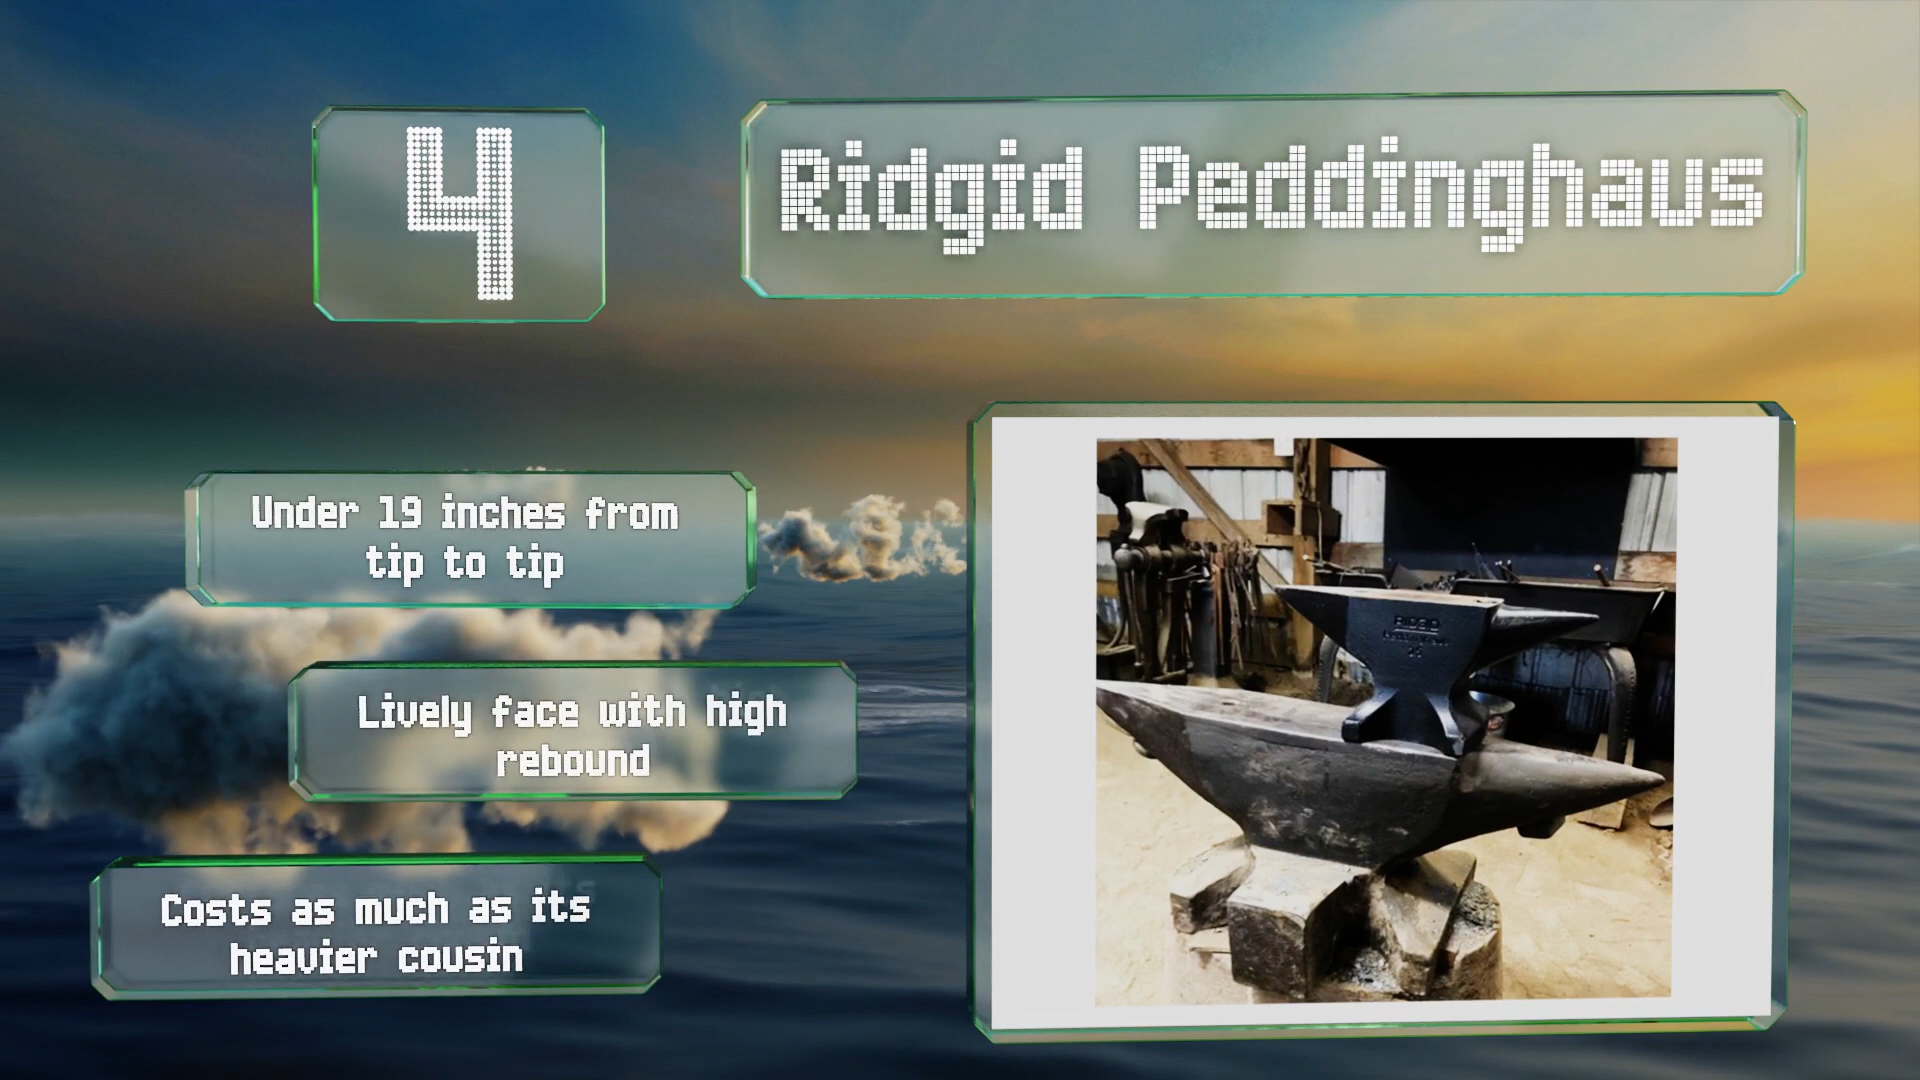 4
Ridgid Peddinghaus
Under 19 inches from
tip to tip
Lively face with high
rebound
Costs as much as its
heavier cousin
RIDGID